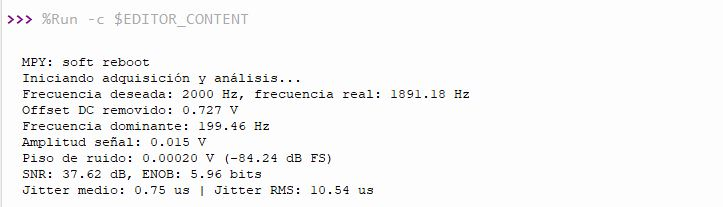 >>> %Run -c $EDITOR_CONTENT
MPY: soft reboot
Iniciando adquisición y análisis...
Frecuencia deseada: 2000 Hz, frecuencia real: 1891.18 Hz
Offset DC removido: 0.727 V
Frecuencia dominante: 199.46 Hz
Amplitud señal: 0.015 V
Piso de ruido: 0.00020 V (-84.24 dB FS)
SNR: 37.62 dB, ENOB: 5.96 bits
Jitter medio: 0.75 us | Jitter RMS: 10.54 us